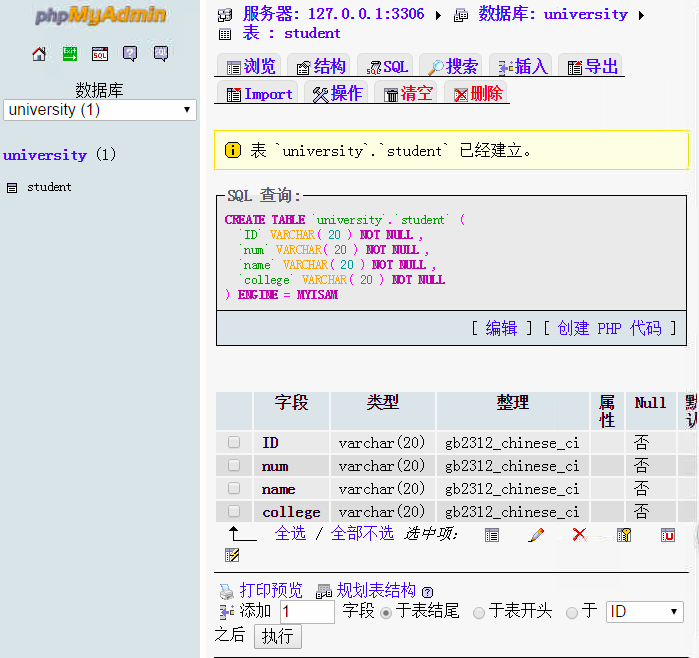 phpMyAdmin
数据库
university (1)
university (1)
student
服务器: 127.0.0.1:3306 ▸ 数据库: university ▸
表 : student
浏览 结构 SQL 搜索 插入 导出
Import 操作 清空 删除
表 `university`.`student` 已经建立。
SQL 查询:
CREATE TABLE `university`.`student` (
`ID` VARCHAR( 20 ) NOT NULL ,
`num` VARCHAR( 20 ) NOT NULL ,
`name` VARCHAR( 20 ) NOT NULL ,
`college` VARCHAR( 20 ) NOT NULL
) ENGINE = MYISAM
[ 编辑 ] [ 创建 PHP 代码 ]
字段 类型 整理 属性 Null 默认
ID varchar(20) gb2312_chinese_ci 否
num varchar(20) gb2312_chinese_ci 否
name varchar(20) gb2312_chinese_ci 否
college varchar(20) gb2312_chinese_ci 否
全选 / 全部不选 选中项:
打印预览 规划表结构
添加 1 字段 于表结尾 于表开头 于 ID
之后 执行